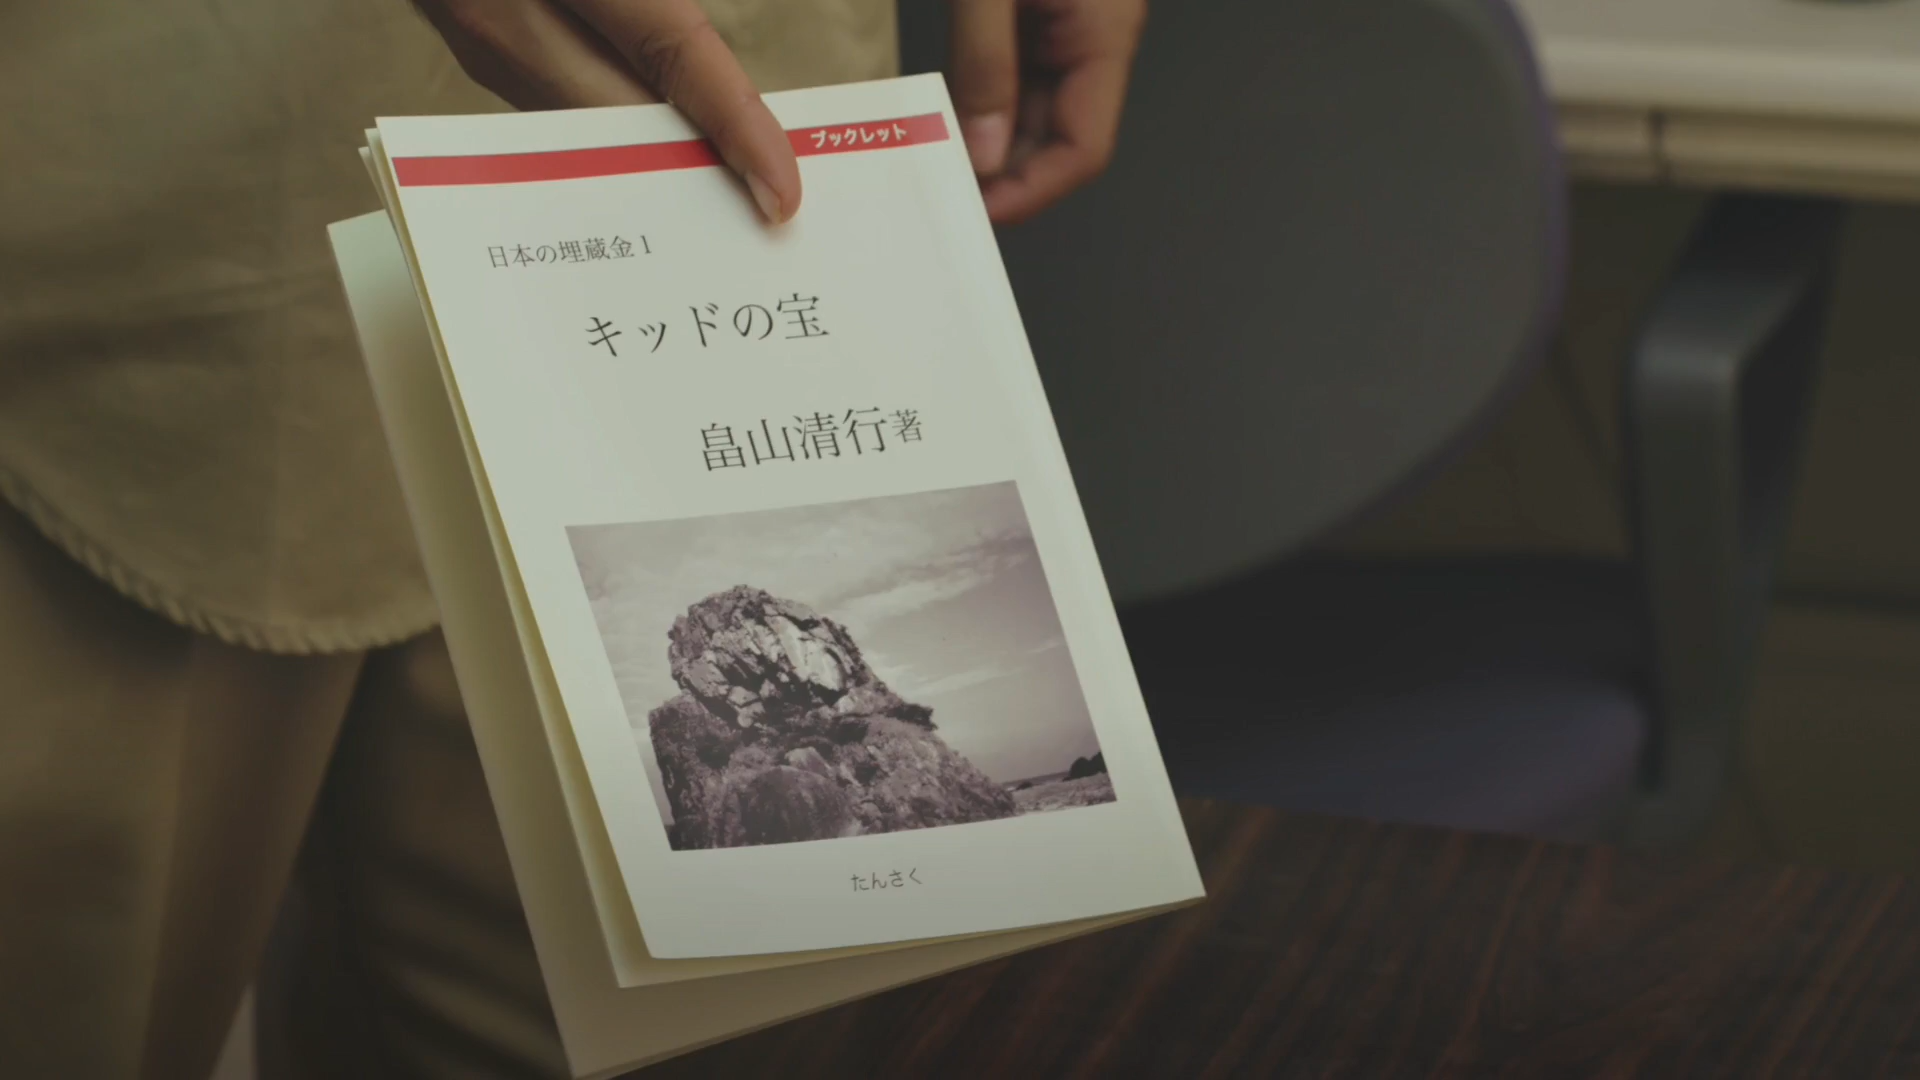 ブックレット
日本の埋蔵金 1
キッドの宝
畠山清行著
たんさく